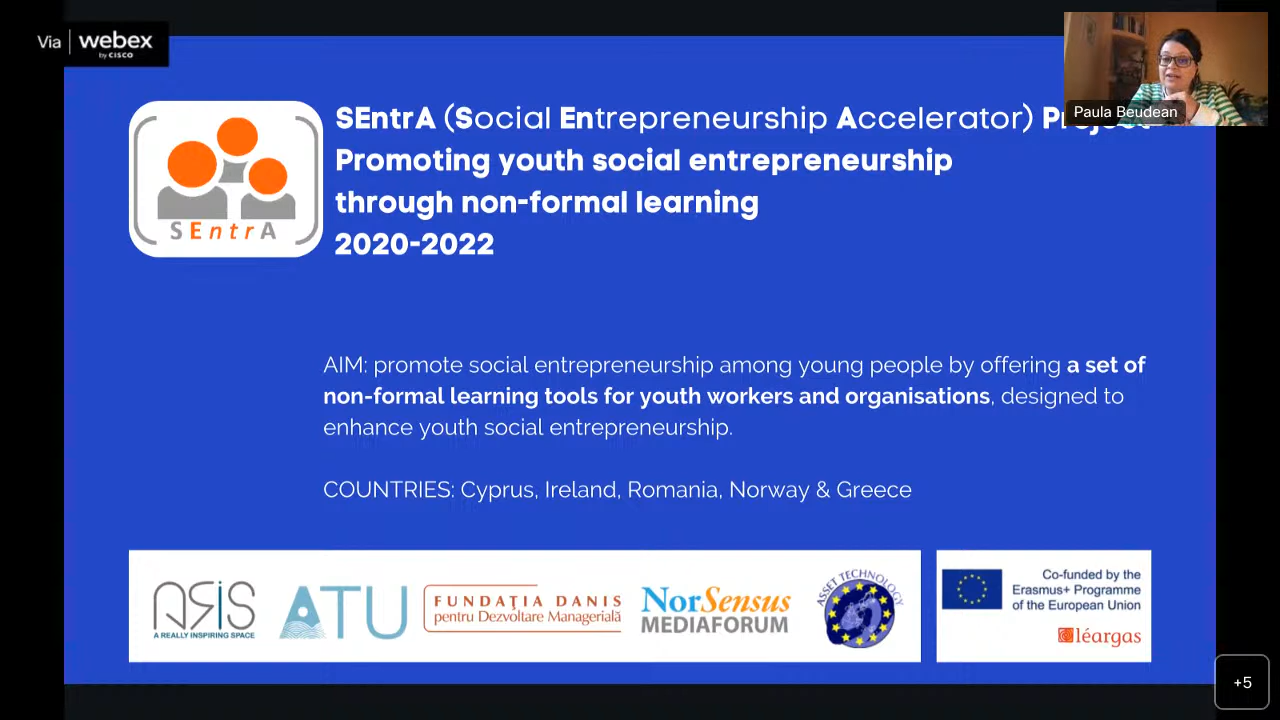 Via webex
by CISCO
Paula Beudean
SEntrA (Social Entrepreneurship Accelerator) Project
Promoting youth social entrepreneurship
through non-formal learning
2020-2022
SEntrA
AIM: promote social entrepreneurship among young people by offering a set of
non-formal learning tools for youth workers and organisations, designed to
enhance youth social entrepreneurship.
COUNTRIES: Cyprus, Ireland, Romania, Norway & Greece
ARIS
A REALLY INSPIRING SPACE
ATU
FUNDAŢIA DANIS
pentru Dezvoltare Managerială
NorSensus
MEDIAFORUM
ASSET TECHNOLOGY
Co-funded by the
Erasmus+ Programme
of the European Union
léargas
+5